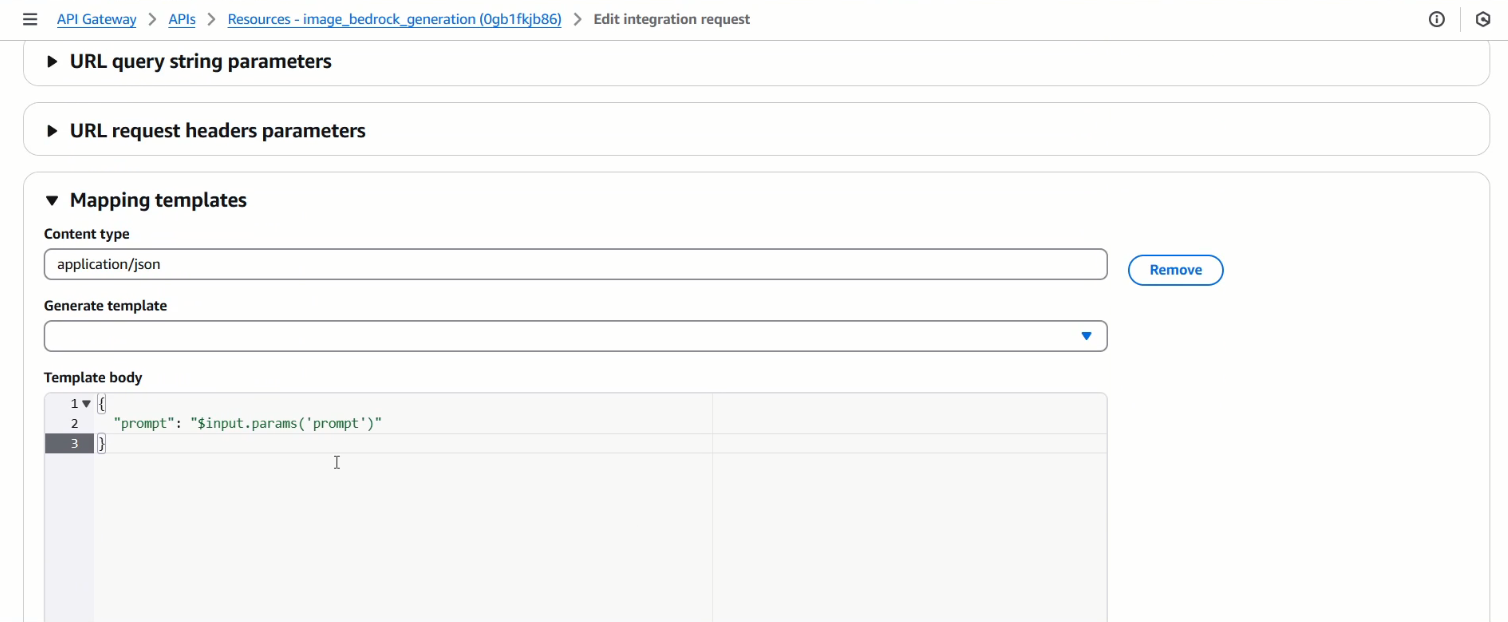 API Gateway > APIs > Resources - image_bedrock_generation (0gb1fkjb86) > Edit integration request
URL query string parameters
URL request headers parameters
Mapping templates
Content type
application/json
Remove
Generate template
Template body
1 {
2 "prompt": "$input.params('prompt')"
3 }